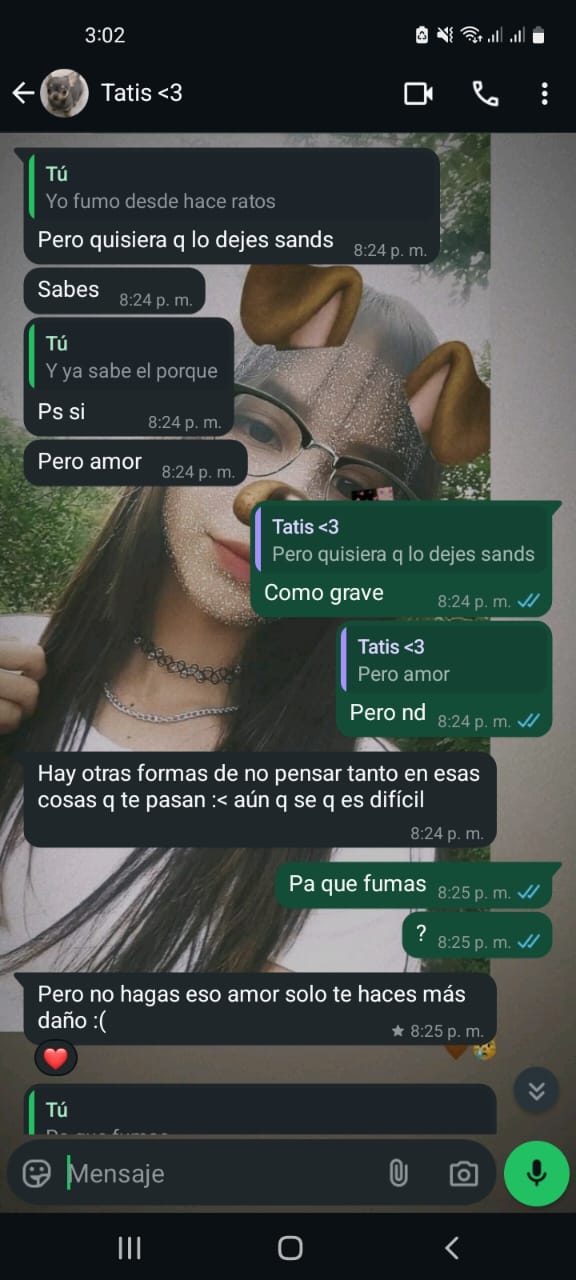 3:02
Tatis <3
Tú
Yo fumo desde hace ratos
Pero quisiera q lo dejes sands
8:24 p. m.
Sabes
8:24 p. m.
Tú
Y ya sabe el porque
Ps si
8:24 p. m.
Pero amor
8:24 p. m.
Tatis <3
Pero quisiera q lo dejes sands
Como grave
8:24 p. m.
Tatis <3
Pero amor
Pero nd
8:24 p. m.
Hay otras formas de no pensar tanto en esas
cosas q te pasan :< aún q se q es difícil
8:24 p. m.
Pa que fumas
8:25 p. m.
?
8:25 p. m.
Pero no hagas eso amor solo te haces más
daño :(
8:25 p. m.
Tú
Pa que fumas
Mensaje